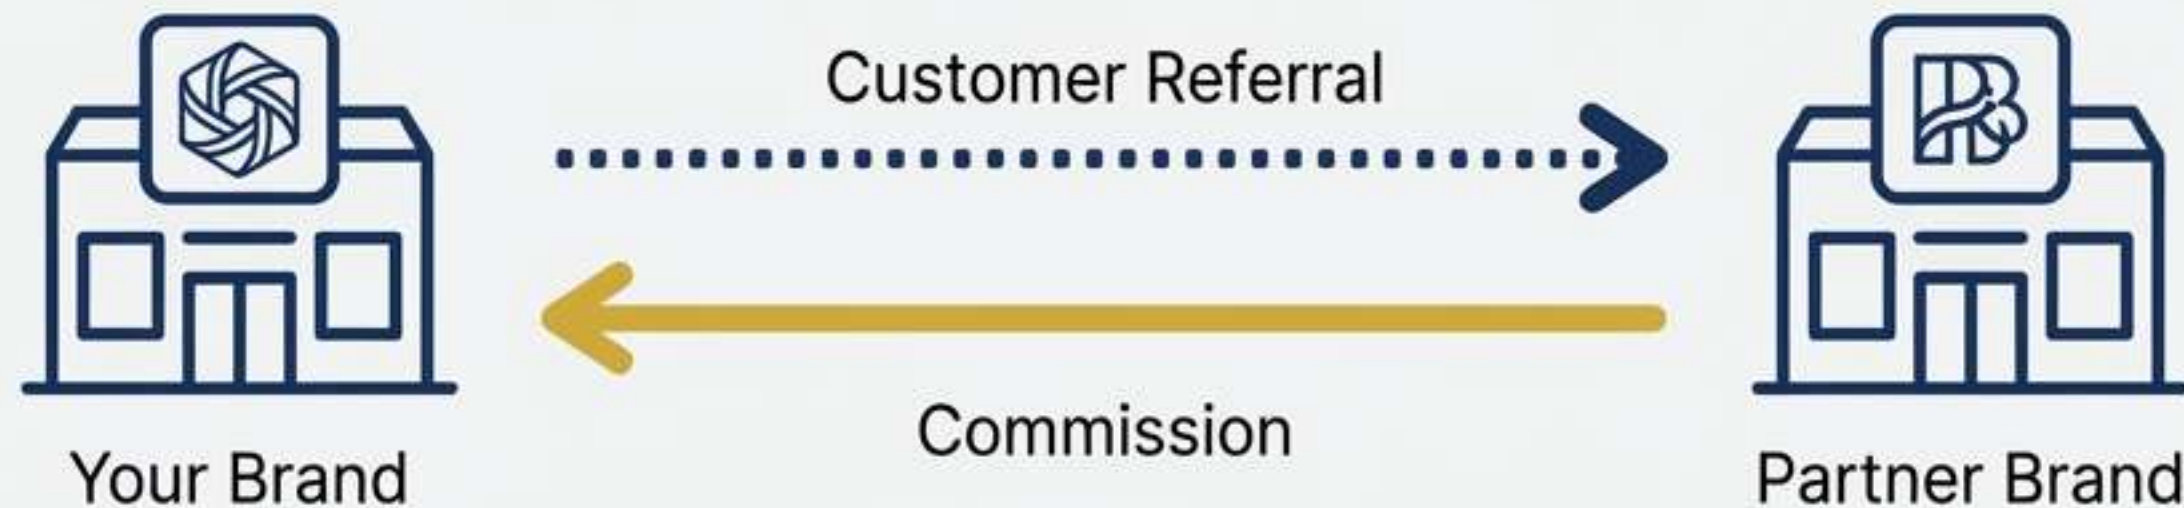 Customer Referral
Commission
Your Brand
Partner Brand